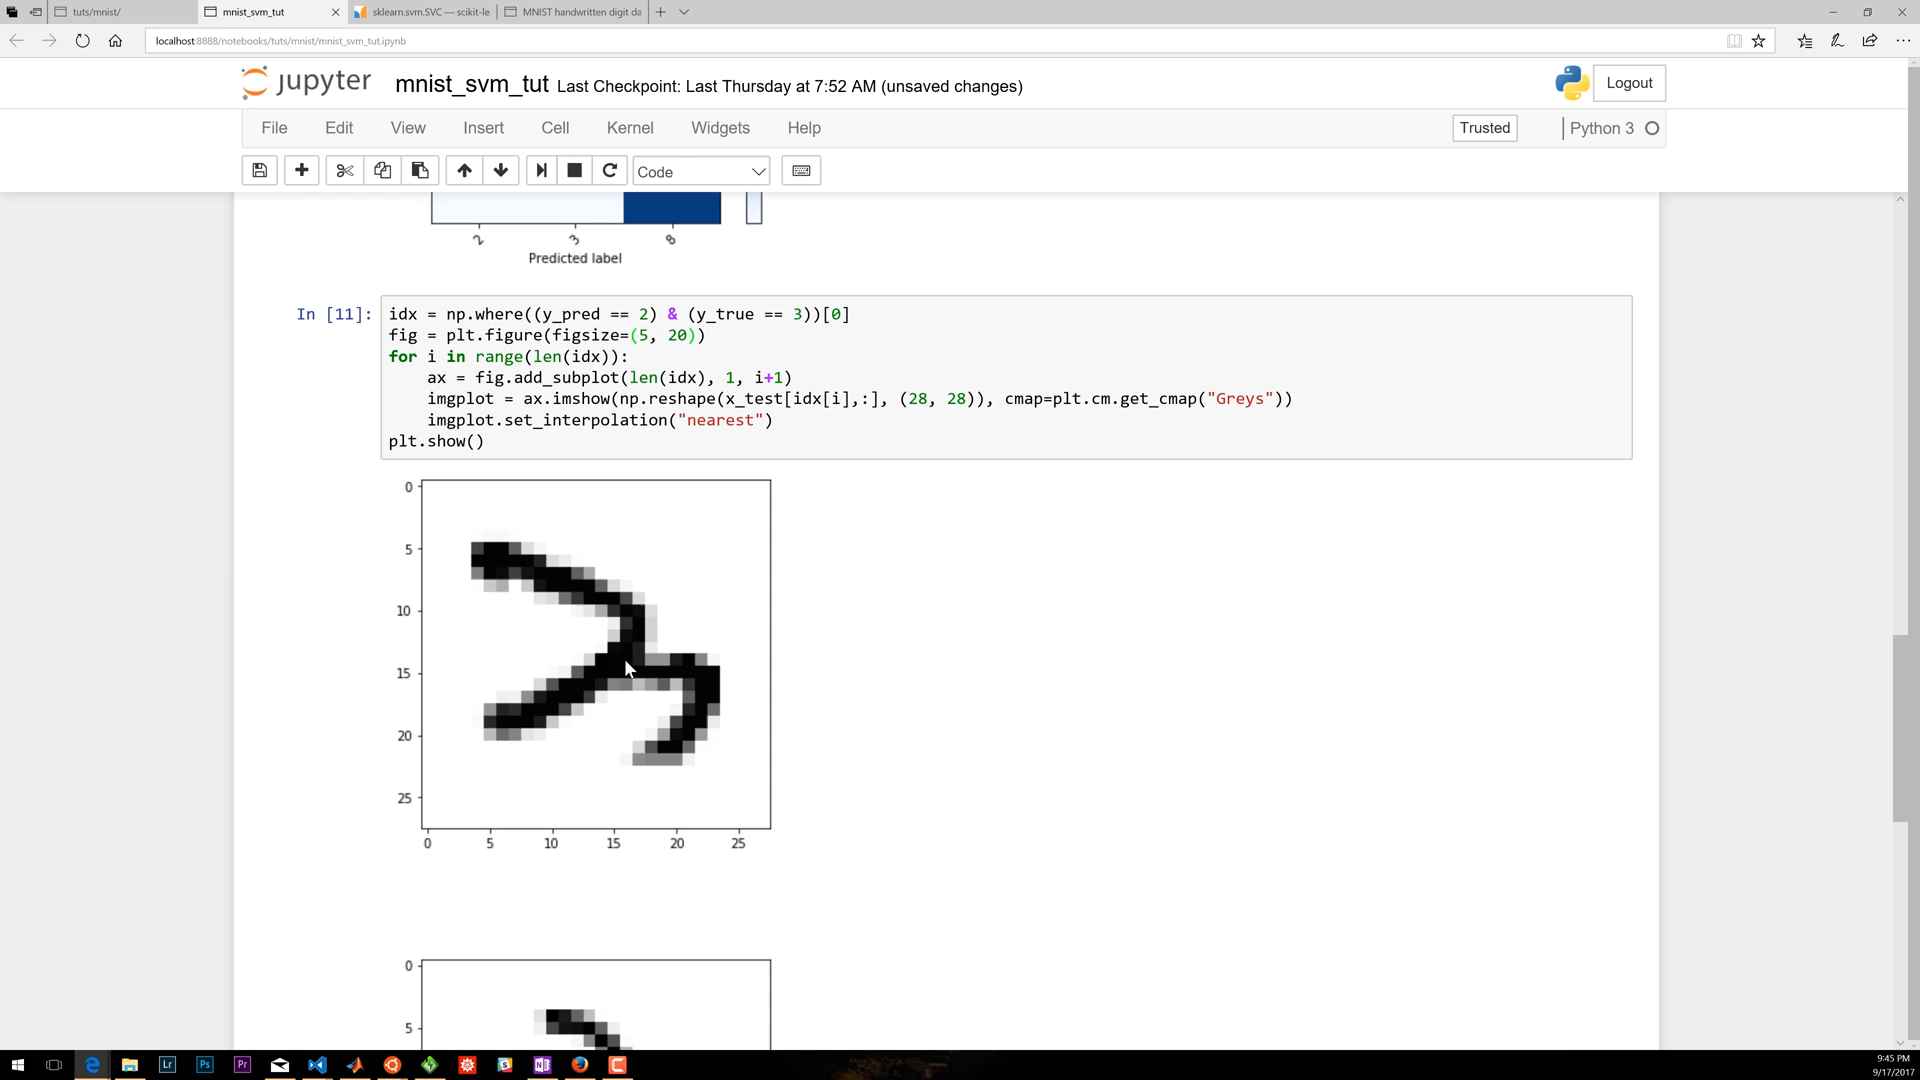 tuts/mnist/
mnist_svm_tut
sklearn.svm.SVC — scikit-le
MNIST handwritten digit da
localhost:8888/notebooks/tuts/mnist/mnist_svm_tut.ipynb
jupyter
mnist_svm_tut Last Checkpoint: Last Thursday at 7:52 AM (unsaved changes)
Logout
File Edit View Insert Cell Kernel Widgets Help
Trusted
Python 3
Code
2 3 8
Predicted label
In [11]:
idx = np.where((y_pred == 2) & (y_true == 3))[0]
fig = plt.figure(figsize=(5, 20))
for i in range(len(idx)):
    ax = fig.add_subplot(len(idx), 1, i+1)
    imgplot = ax.imshow(np.reshape(x_test[idx[i],:], (28, 28)), cmap=plt.cm.get_cmap("Greys"))
    imgplot.set_interpolation("nearest")
plt.show()
0
5
10
15
20
25
0 5 10 15 20 25
0
5
Lr Ps Pr
9:45 PM
9/17/2017